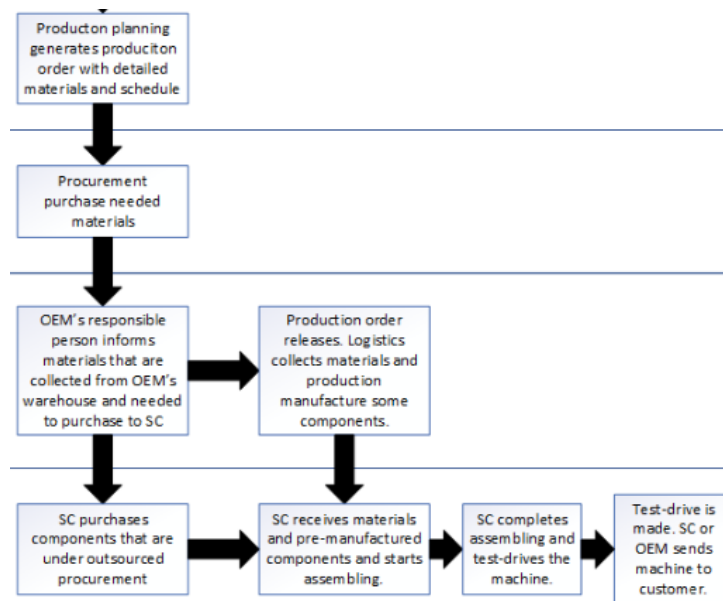 Producton planning
generates produciton
order with detailed
materials and schedule
Procurement
purchase needed
materials
OEM's responsible
person informs
materials that are
collected from OEM's
warehouse and needed
to purchase to SC
Production order
releases. Logistics
collects materials and
production
manufacture some
components.
SC purchases
components that are
under outsourced
procurement
SC receives materials
and pre-manufactured
components and starts
assembling.
SC completes
assembling and
test-drives the
machine.
Test-drive is
made. SC or
OEM sends
machine to
customer.